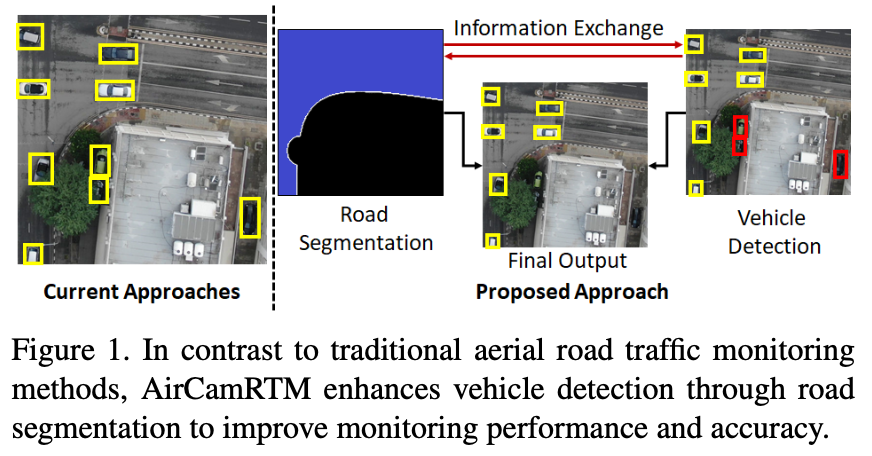 Information Exchange
Road
Segmentation
Vehicle
Detection
Final Output
Current Approaches
Proposed Approach
Figure 1. In contrast to traditional aerial road traffic monitoring
methods, AirCamRTM enhances vehicle detection through road
segmentation to improve monitoring performance and accuracy.